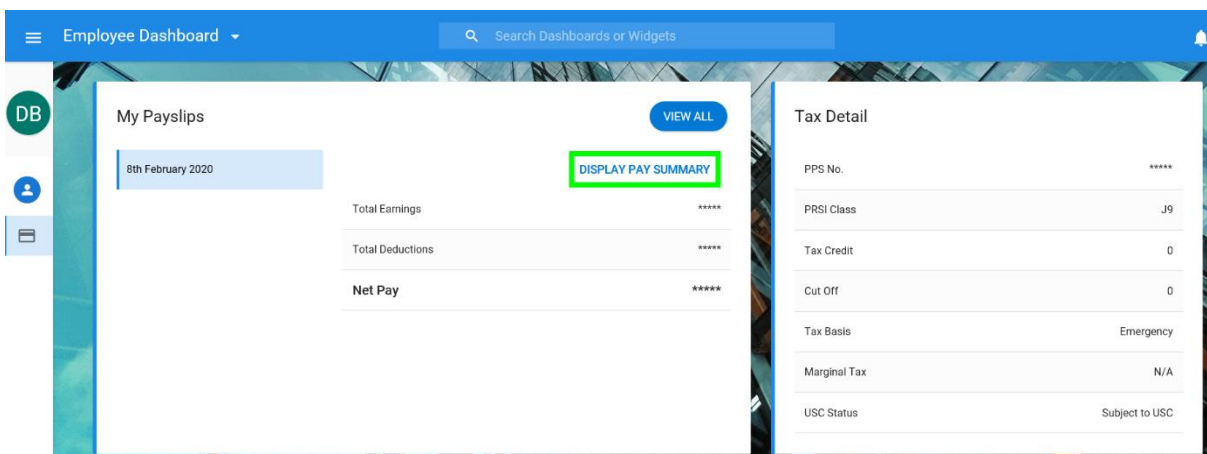 Employee Dashboard
Search Dashboards or Widgets
DB
My Payslips
VIEW ALL
8th February 2020
DISPLAY PAY SUMMARY
Total Earnings *****
Total Deductions *****
Net Pay *****
Tax Detail
PPS No. *****
PRSI Class J9
Tax Credit 0
Cut Off 0
Tax Basis Emergency
Marginal Tax N/A
USC Status Subject to USC